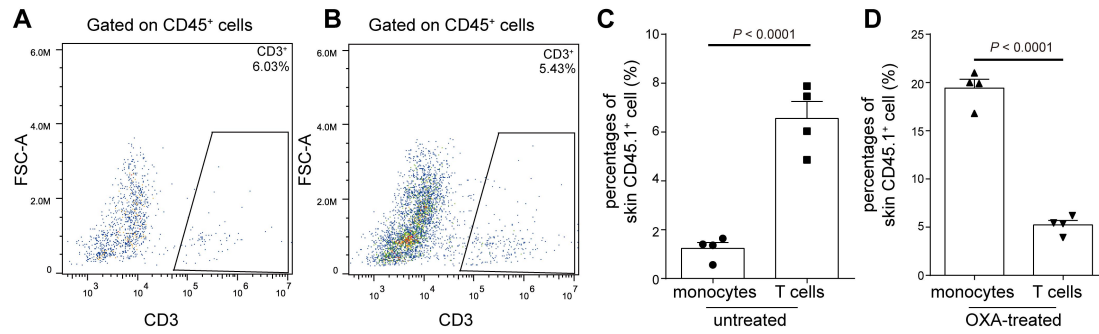 A
Gated on CD45⁺ cells
CD3⁺
6.03%
6.0M
4.0M
2.0M
0
FSC-A
10³ 10⁴ 10⁵ 10⁶ 10⁷
CD3
B
Gated on CD45⁺ cells
CD3⁺
5.43%
6.0M
4.0M
2.0M
0
FSC-A
10³ 10⁴ 10⁵ 10⁶ 10⁷
CD3
C
P < 0.0001
percentages of
skin CD45.1⁺ cell (%)
10
8
6
4
2
0
monocytes T cells
untreated
D
P < 0.0001
percentages of
skin CD45.1⁺ cell (%)
25
20
15
10
5
0
monocytes T cells
OXA-treated